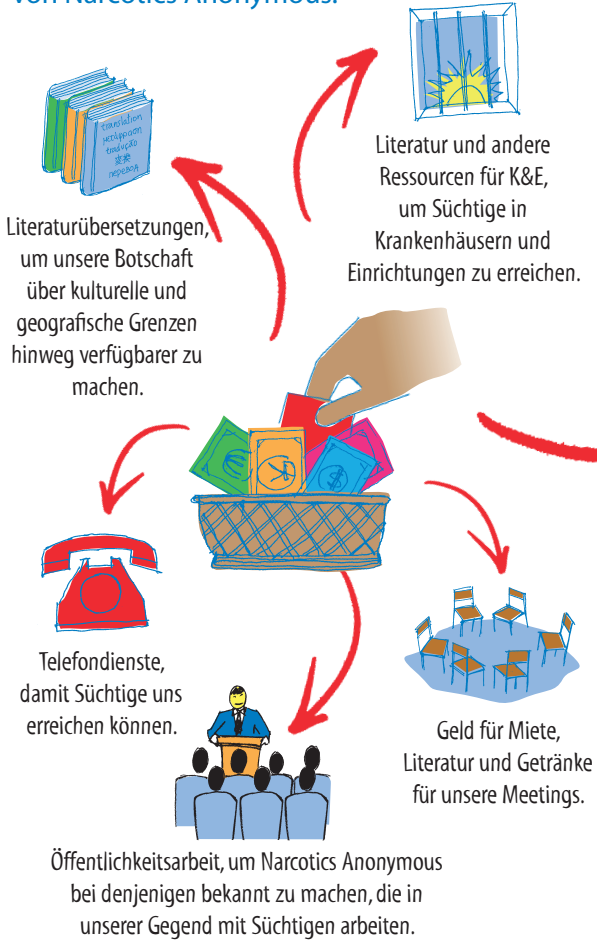 von Narcotics Anonymous.
Literatur und andere
Ressourcen für K&E,
um Süchtige in
Krankenhäusern und
Einrichtungen zu erreichen.
translation
tradução
変換
перевод
Literaturübersetzungen,
um unsere Botschaft
über kulturelle und
geografische Grenzen
hinweg verfügbarer zu
machen.
€
$
Telefondienste,
damit Süchtige uns
erreichen können.
Geld für Miete,
Literatur und Getränke
für unsere Meetings.
Öffentlichkeitsarbeit, um Narcotics Anonymous
bei denjenigen bekannt zu machen, die in
unserer Gegend mit Süchtigen arbeiten.